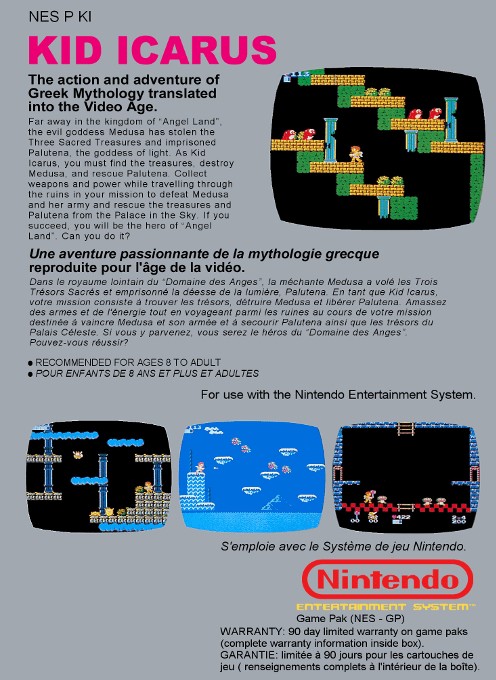 NES P KI
KID ICARUS
The action and adventure of
Greek Mythology translated
into the Video Age.
Far away in the kingdom of "Angel Land",
the evil goddess Medusa has stolen the
Three Sacred Treasures and imprisoned
Palutena, the goddess of light. As Kid
Icarus, you must find the treasures, destroy
Medusa, and rescue Palutena. Collect
weapons and power while travelling through
the ruins in your mission to defeat Medusa
and her army and rescue the treasures and
Palutena from the Palace in the Sky. If you
succeed, you will be the hero of "Angel
Land". Can you do it?
Une aventure passionnante de la mythologie grecque
reproduite pour l'âge de la vidéo.
Dans le royaume lointain du "Domaine des Anges", la méchante Medusa a volé les Trois
Trésors Sacrés et emprisonné la déesse de la lumière, Palutena. En tant que Kid Icarus,
votre mission consiste à trouver les trésors, détruire Medusa et libérer Palutena. Amassez
des armes et de l'énergie tout en voyageant parmi les ruines au cours de votre mission
destinée à vaincre Medusa et son armée et à secourir Palutena ainsi que les trésors du
Palais Céleste. Si vous y parvenez, vous serez le héros du "Domaine des Anges".
Pouvez-vous réussir?
● RECOMMENDED FOR AGES 8 TO ADULT
● POUR ENFANTS DE 8 ANS ET PLUS ET ADULTES
For use with the Nintendo Entertainment System.
S'emploie avec le Système de jeu Nintendo.
Nintendo
ENTERTAINMENT SYSTEM™
Game Pak (NES - GP)
WARRANTY: 90 day limited warranty on game paks
(complete warranty information inside box).
GARANTIE: limitée à 90 jours pour les cartouches de
jeu ( renseignements complets à l'intérieure de la boîte).